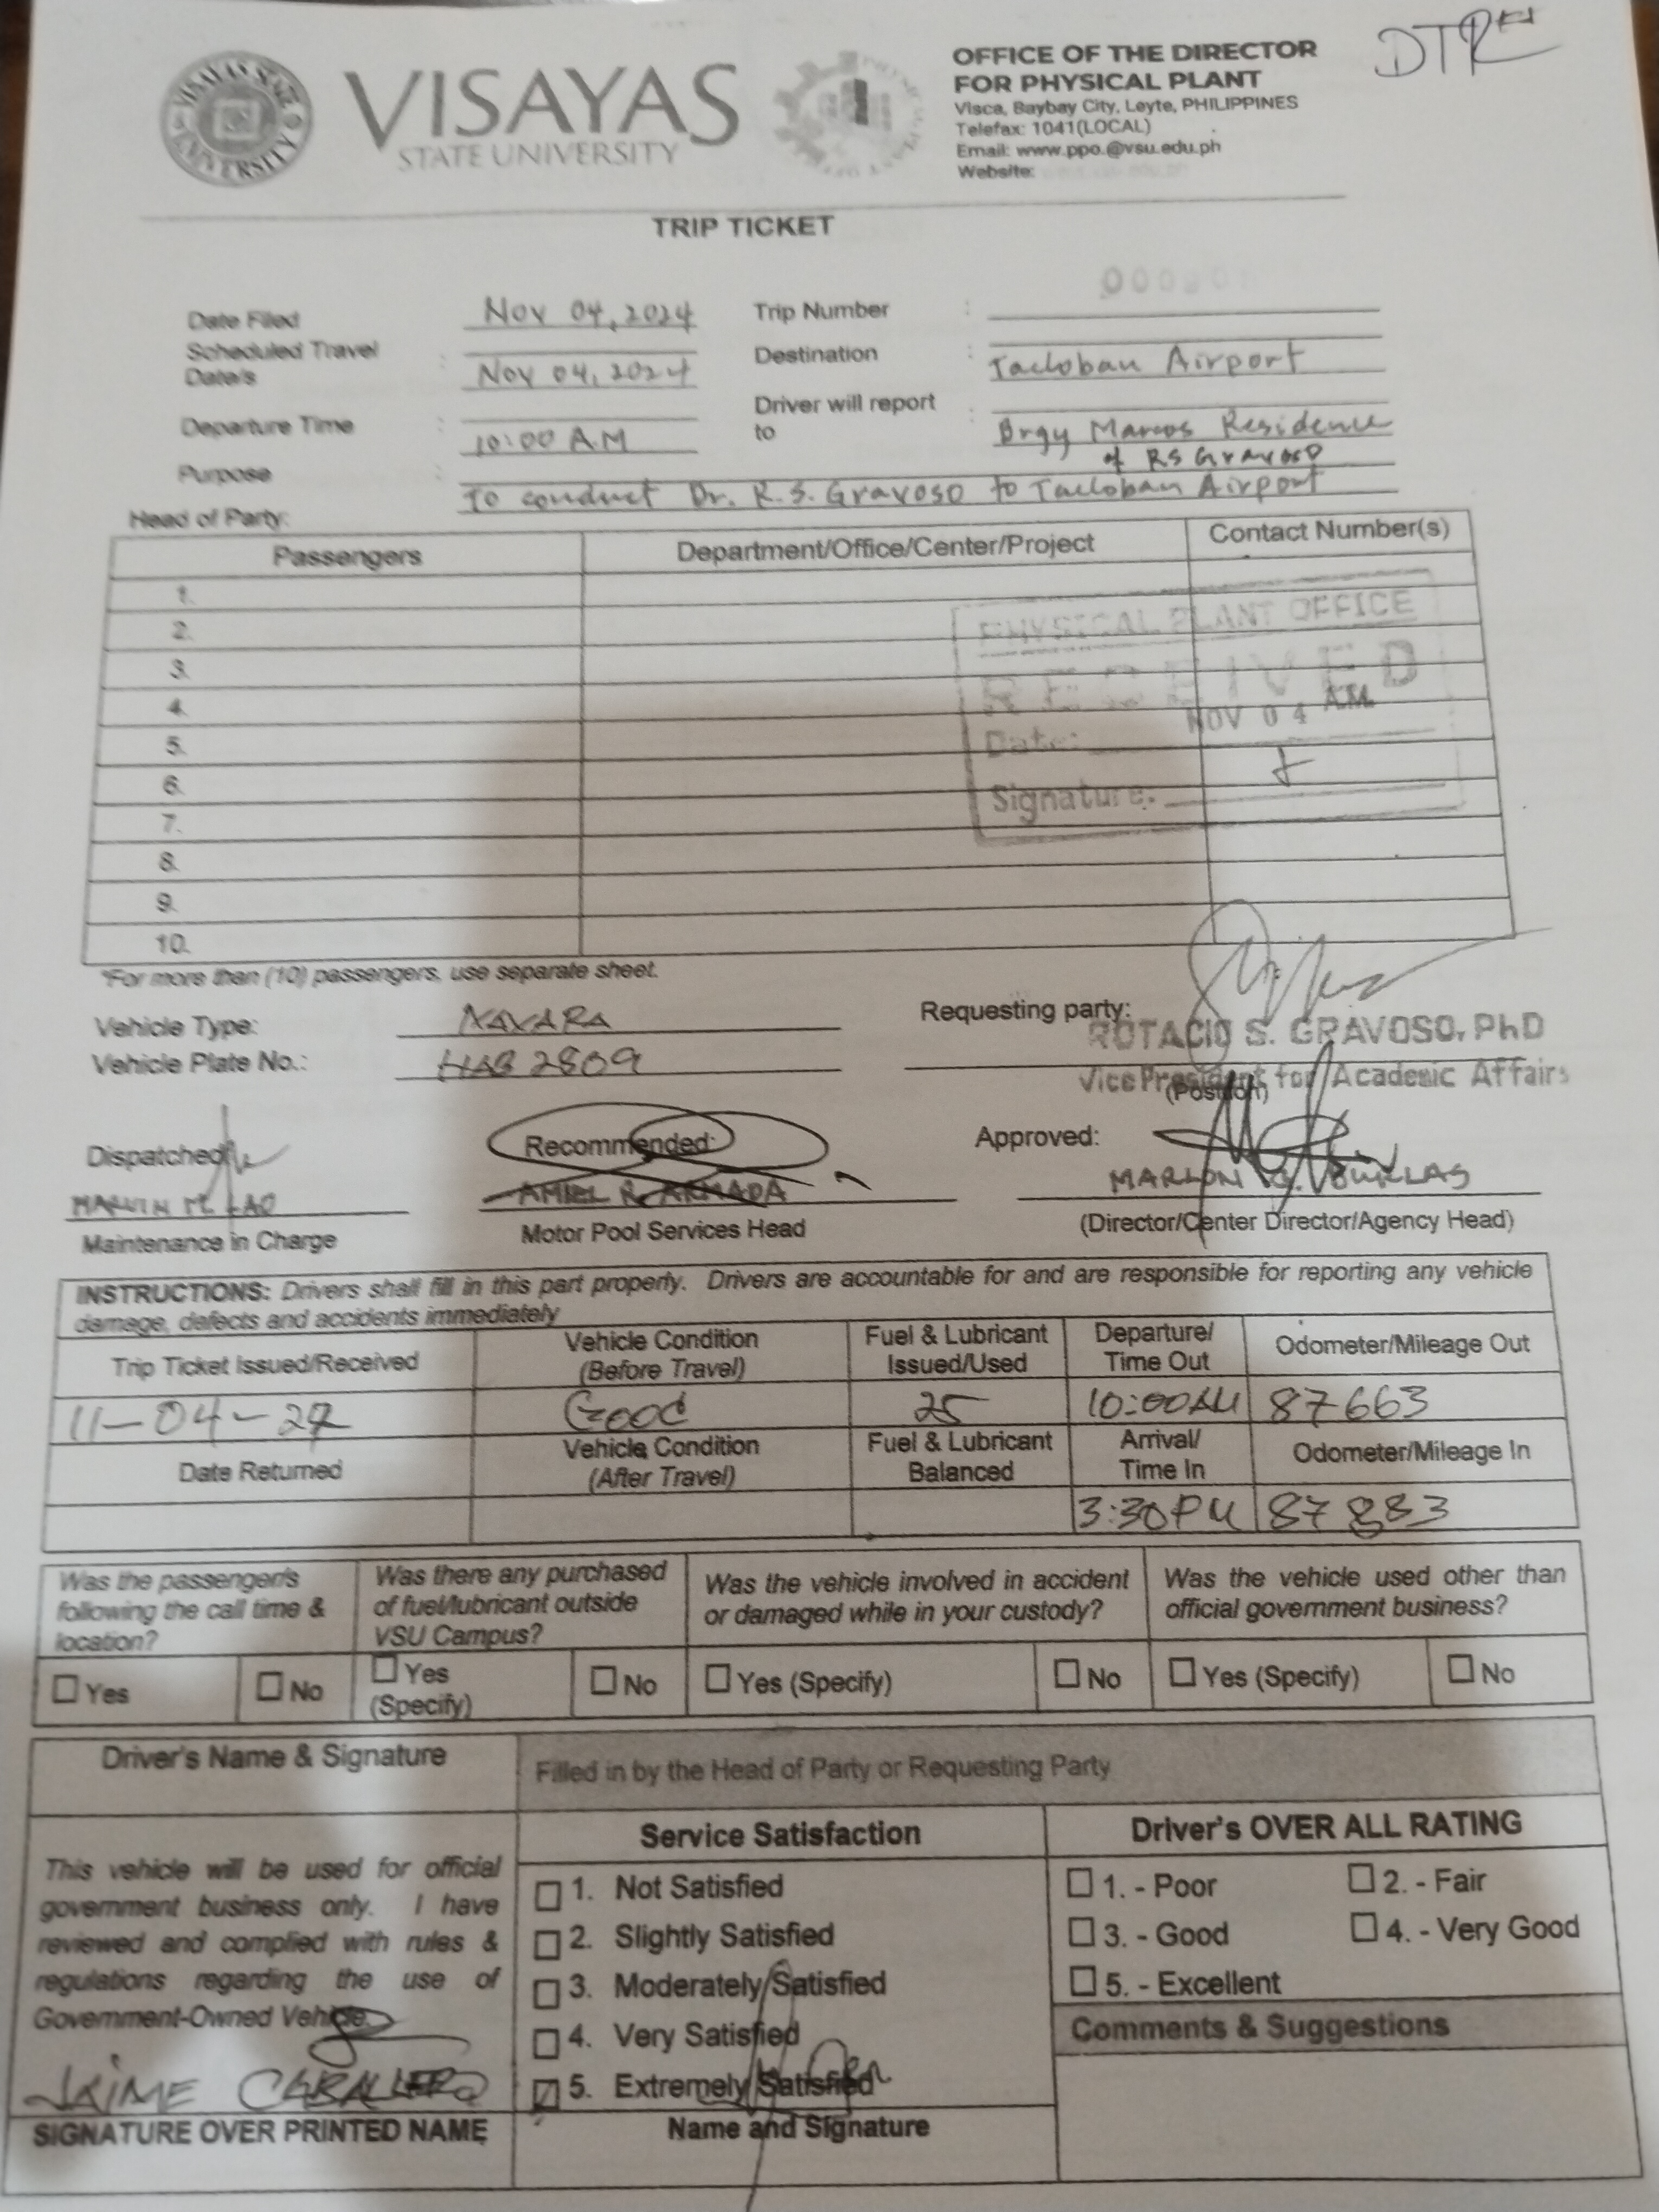 DTR
VISAYAS STATE UNIVERSITY
VISAYAS
STATE UNIVERSITY
OFFICE OF THE DIRECTOR
FOR PHYSICAL PLANT
Visca, Baybay City, Leyte, PHILIPPINES
Telefax: 1041(LOCAL)
Email: www.ppo.@vsu.edu.ph
Website:
TRIP TICKET
Date Filed Nov 04, 2024 Trip Number :
Scheduled Travel Date/s : Nov 04, 2024 Destination : Tacloban Airport
Departure Time : 10:00 A.M Driver will report to : Brgy Marcos Residence
of RS Gravoso
Purpose : To conduct Dr. R.S. Gravoso to Tacloban Airport
Head of Party:
Passengers Department/Office/Center/Project Contact Number(s)
1.
2.
3.
4.
5.
6.
7.
8.
9.
10.
PHYSICAL PLANT OFFICE
RECEIVED
NOV 04 AM
Date:
Signature:
*For more than (10) passengers, use separate sheet.
Vehicle Type: NAVARA Requesting party:
ROTACIO S. GRAVOSO, PhD
Vehicle Plate No.: HAB 2809
Vice President for Academic Affairs
(Position)
Dispatched Recommended: Approved:
MARVIN M. LAO AMIEL R. ARMADA MARLON G. BURLAS
Maintenance in Charge Motor Pool Services Head (Director/Center Director/Agency Head)
INSTRUCTIONS: Drivers shall fill in this part properly. Drivers are accountable for and are responsible for reporting any vehicle
damage, defects and accidents immediately
Trip Ticket Issued/Received Vehicle Condition (Before Travel) Fuel & Lubricant Issued/Used Departure/ Time Out Odometer/Mileage Out
11-04-24 Good 25 10:00AM 87663
Date Returned Vehicle Condition (After Travel) Fuel & Lubricant Balanced Arrival/ Time In Odometer/Mileage In
3:30PM 87883
Was the passenger/s following the call time & location? Was there any purchased of fuel/lubricant outside VSU Campus? Was the vehicle involved in accident or damaged while in your custody? Was the vehicle used other than official government business?
Yes No Yes (Specify) No Yes (Specify) No Yes (Specify) No
Driver's Name & Signature Filled in by the Head of Party or Requesting Party
Service Satisfaction Driver's OVER ALL RATING
This vehicle will be used for official
government business only. I have
reviewed and complied with rules &
regulations regarding the use of
Government-Owned Vehicle.
JAIME CABALLERO
SIGNATURE OVER PRINTED NAME
1. Not Satisfied
2. Slightly Satisfied
3. Moderately Satisfied
4. Very Satisfied
5. Extremely Satisfied
Name and Signature
1. - Poor 2. - Fair
3. - Good 4. - Very Good
5. - Excellent
Comments & Suggestions